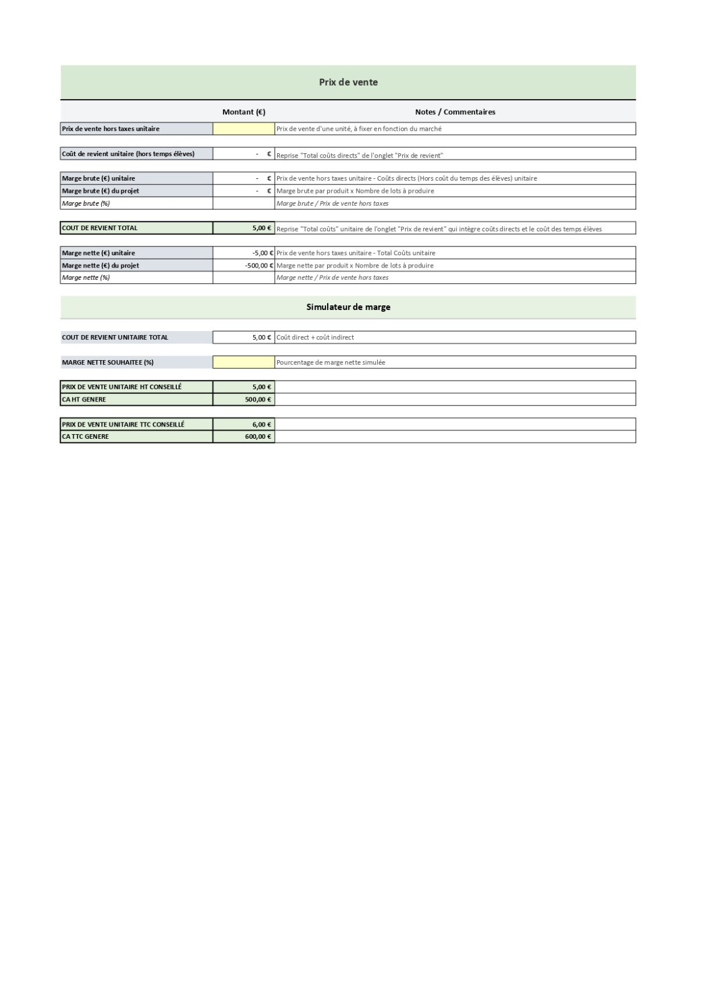 Prix de vente
Montant (€) Notes / Commentaires
Prix de vente hors taxes unitaire Prix de vente d'une unité, à fixer en fonction du marché
Coût de revient unitaire (hors temps élèves) - € Reprise "Total coûts directs" de l'onglet "Prix de revient"
Marge brute (€) unitaire - € Prix de vente hors taxes unitaire - Coûts directs (Hors coût du temps des élèves) unitaire
Marge brute (€) du projet - € Marge brute par produit x Nombre de lots à produire
Marge brute (%) Marge brute / Prix de vente hors taxes
COUT DE REVIENT TOTAL 5,00 € Reprise "Total coûts" unitaire de l'onglet "Prix de revient" qui intègre coûts directs et le coût des temps élèves
Marge nette (€) unitaire -5,00 € Prix de vente hors taxes unitaire - Total Coûts unitaire
Marge nette (€) du projet -500,00 € Marge nette par produit x Nombre de lots à produire
Marge nette (%) Marge nette / Prix de vente hors taxes
Simulateur de marge
COUT DE REVIENT UNITAIRE TOTAL 5,00 € Coût direct + coût indirect
MARGE NETTE SOUHAITEE (%) Pourcentage de marge nette simulée
PRIX DE VENTE UNITAIRE HT CONSEILLÉ 5,00 €
CA HT GENERE 500,00 €
PRIX DE VENTE UNITAIRE TTC CONSEILLÉ 6,00 €
CA TTC GENERE 600,00 €